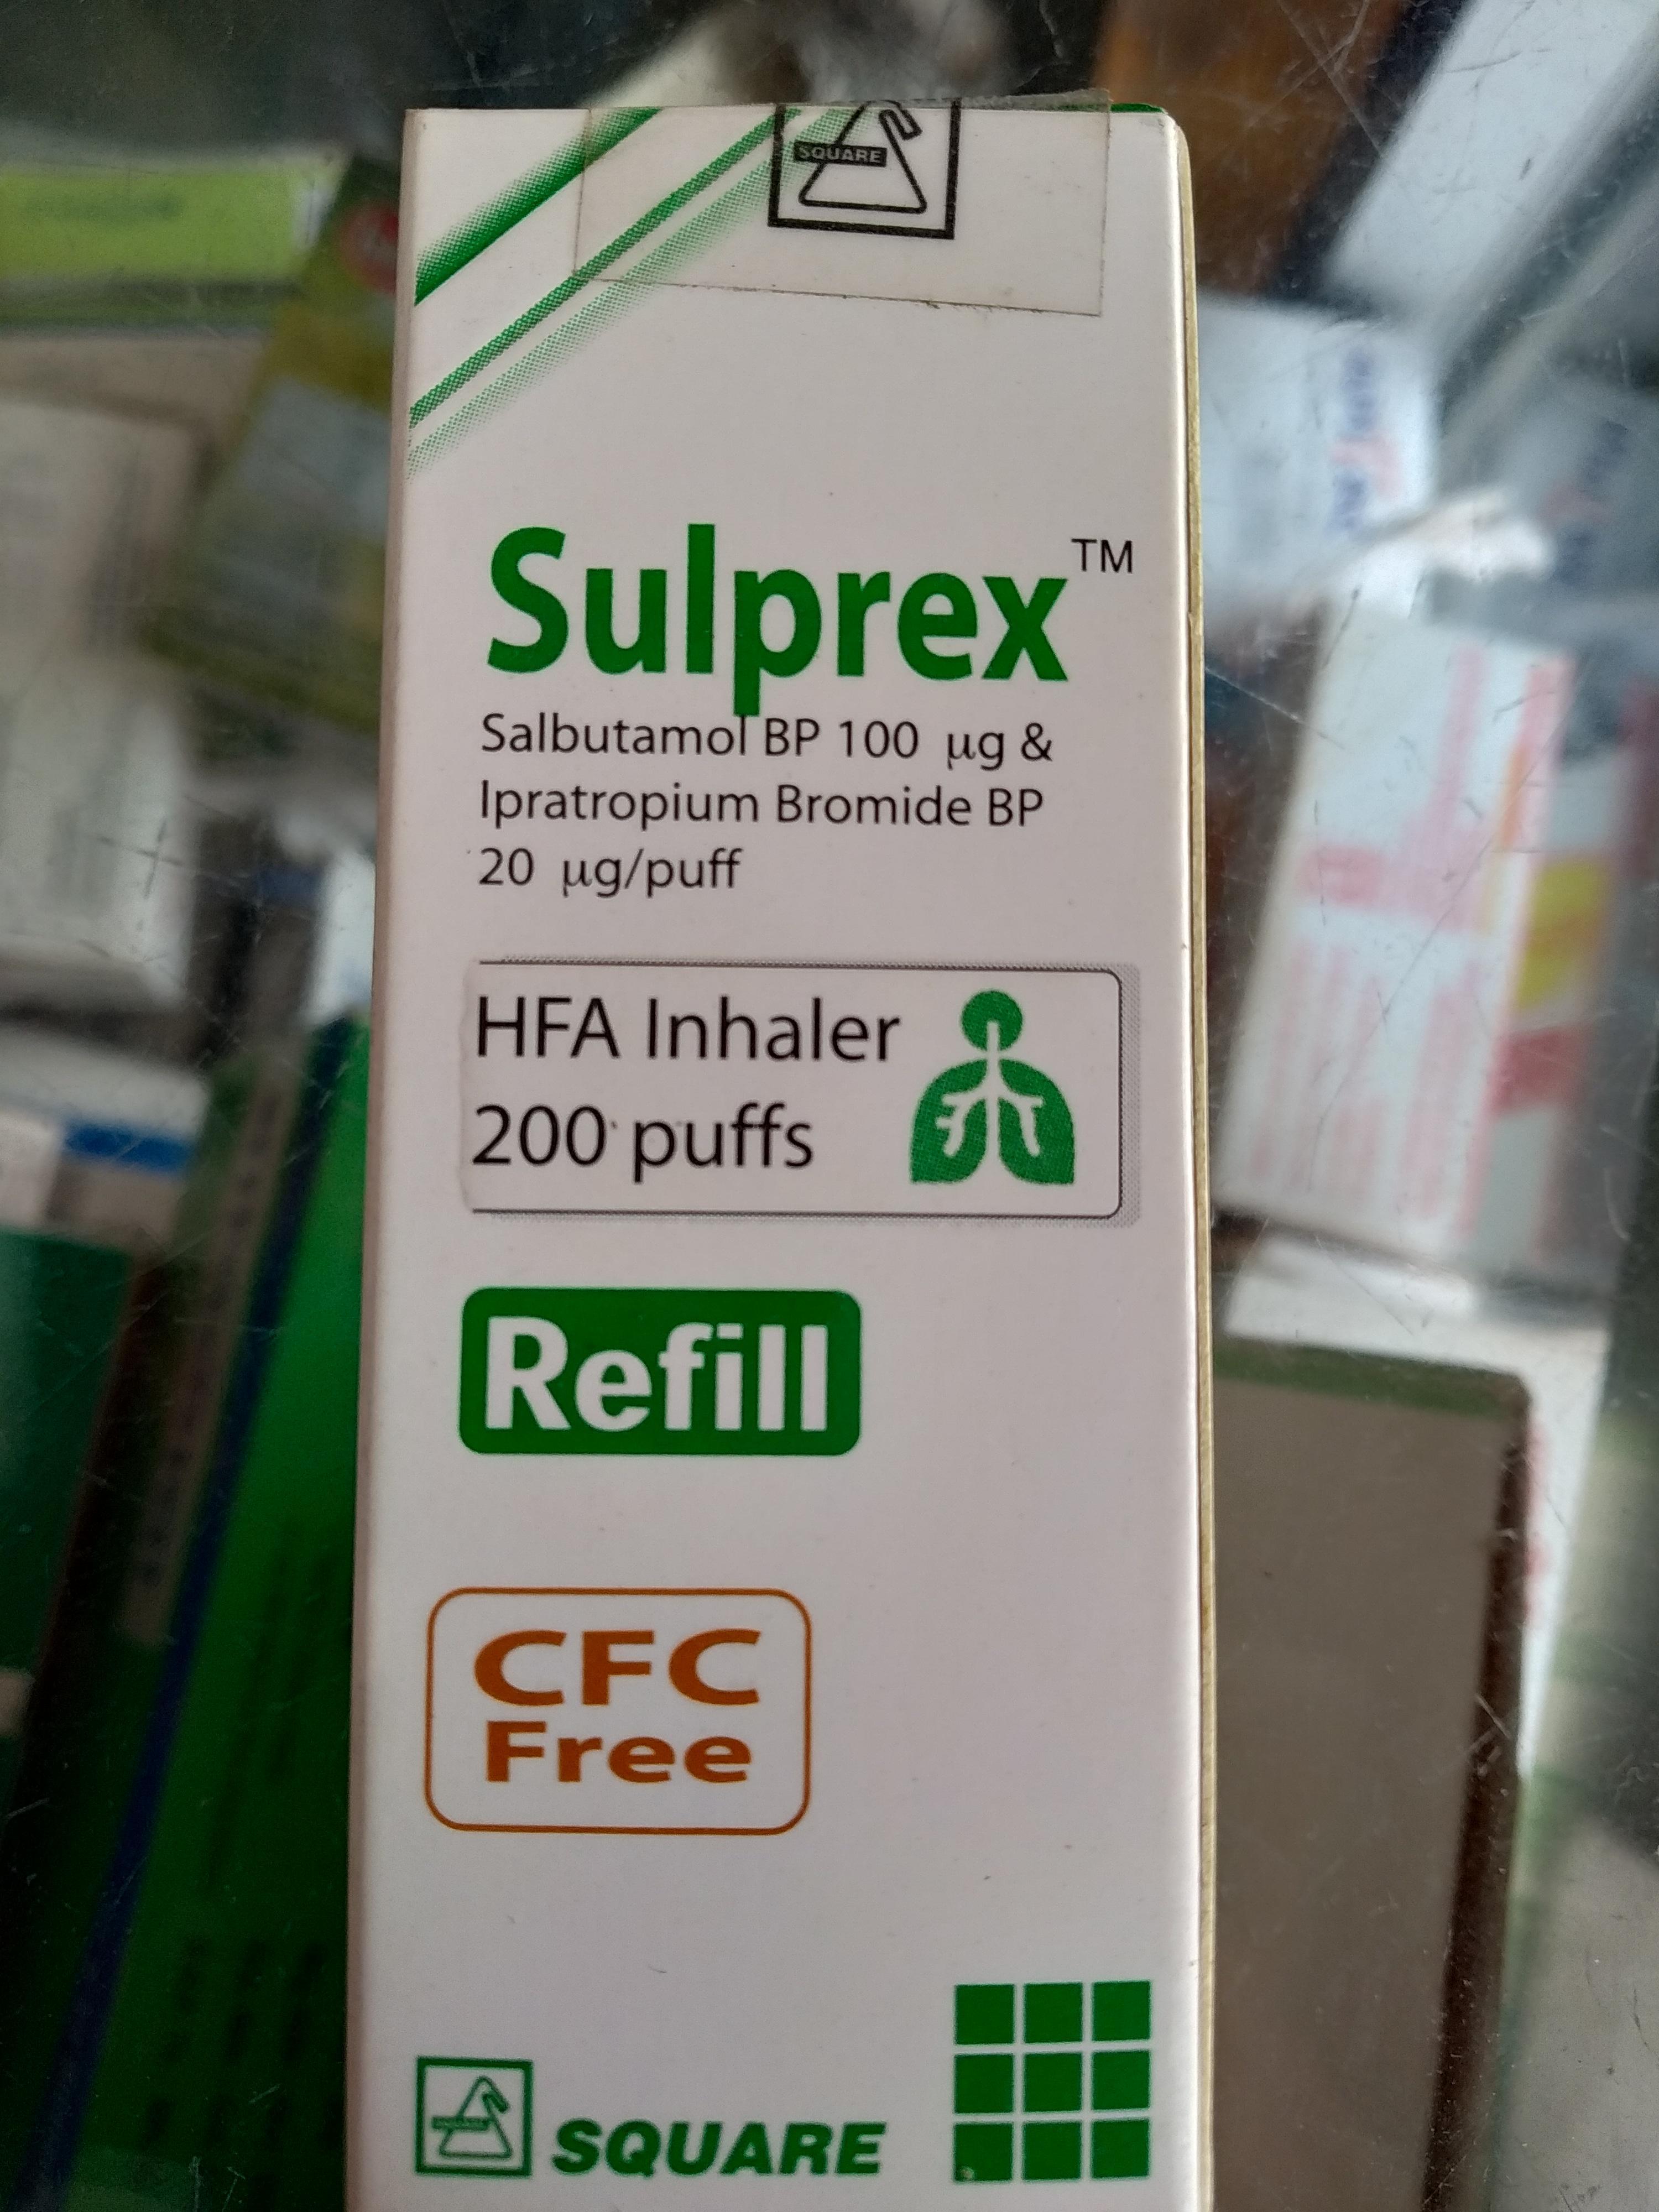 SQUARE
Sulprex™
Salbutamol BP 100 µg &
Ipratropium Bromide BP
20 µg/puff
HFA Inhaler
200 puffs
Refill
CFC
Free
SQUARE